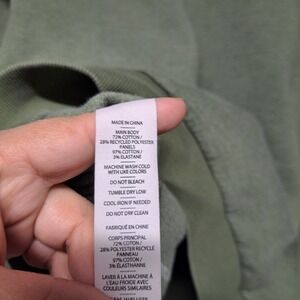 MADE IN CHINA
MAIN BODY
72% COTTON /
28% RECYCLED POLYESTER
PANELS
97% COTTON /
3% ELASTANE
MACHINE WASH COLD
WITH LIKE COLORS
DO NOT BLEACH
TUMBLE DRY LOW
COOL IRON IF NEEDED
DO NOT DRY CLEAN
FABRIQUÉ EN CHINE
CORPS PRINCIPAL
72% COTON /
28% POLYESTER RECYCLÉ
PANNEAU
97% COTON /
3% ÉLASTHANNE
LAVER À LA MACHINE À
L'EAU FROIDE AVEC
COULEURS SIMILAIRES